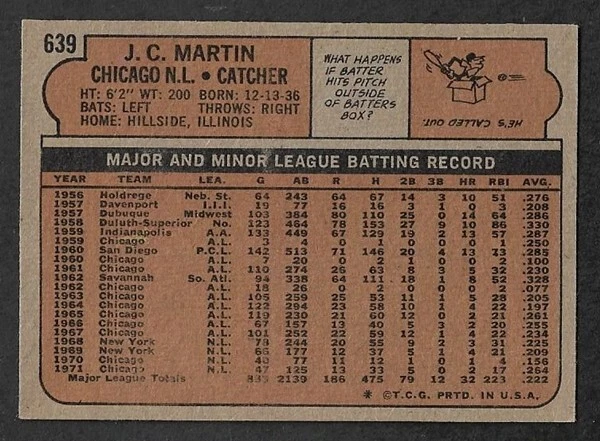 639
J. C. MARTIN
CHICAGO N.L. • CATCHER
HT: 6'2" WT: 200 BORN: 12-13-36
BATS: LEFT THROWS: RIGHT
HOME: HILLSIDE, ILLINOIS
WHAT HAPPENS
IF BATTER
HITS PITCH
OUTSIDE
OF BATTERS
BOX?
HE'S CALLED OUT.
MAJOR AND MINOR LEAGUE BATTING RECORD
YEAR TEAM LEA. G AB R H 2B 3B HR RBI AVG.
1956 Holdrege Neb. St. 64 243 64 67 14 3 10 51 .276
1957 Davenport I.I.I. 19 77 16 16 3 1 0 3 .208
1957 Dubuque Midwest 103 384 80 110 25 0 14 64 .286
1958 Duluth-Superior No. 123 464 78 153 27 9 10 86 .330
1959 Indianapolis A.A. 133 449 67 129 19 2 13 57 .287
1959 Chicago A.L. 3 4 0 1 0 0 0 1 .250
1960 San Diego P.C.L. 142 513 71 146 20 4 13 73 .285
1960 Chicago A.L. 7 20 0 2 1 0 0 2 .100
1961 Chicago A.L. 110 274 26 63 8 3 5 32 .230
1962 Savannah So. Atl. 94 338 64 111 18 1 8 52 .328
1962 Chicago A.L. 18 26 0 2 0 0 0 2 .077
1963 Chicago A.L. 105 259 25 53 11 1 5 28 .205
1964 Chicago A.L. 122 294 23 58 10 1 4 22 .197
1965 Chicago A.L. 119 230 21 60 12 0 2 21 .261
1966 Chicago A.L. 67 157 13 40 5 3 2 20 .255
1967 Chicago A.L. 101 252 22 59 12 1 4 22 .234
1968 New York N.L. 78 244 20 55 9 2 3 31 .225
1969 New York N.L. 66 177 12 37 5 1 4 21 .209
1970 Chicago N.L. 40 77 11 12 1 0 1 4 .156
1971 Chicago N.L. 47 125 13 33 5 0 2 17 .264
Major League Totals 883 2139 186 475 79 12 32 223 .222
* © T.C.G. PRTD. IN U.S.A.